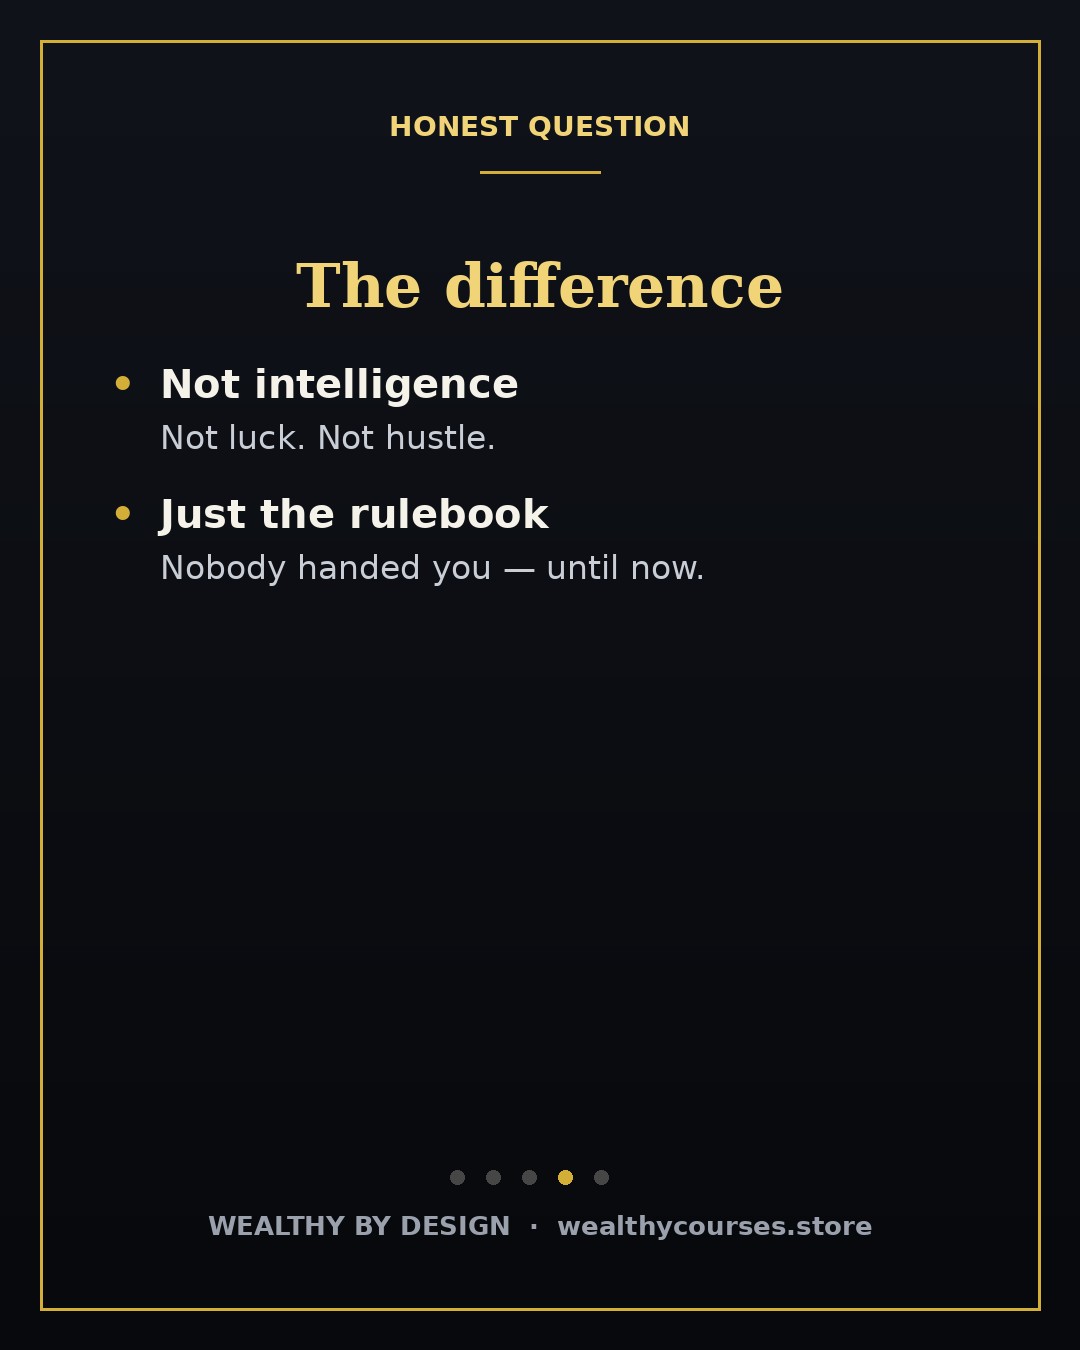 HONEST QUESTION
The difference
• Not intelligence
Not luck. Not hustle.
• Just the rulebook
Nobody handed you — until now.
WEALTHY BY DESIGN · wealthycourses.store